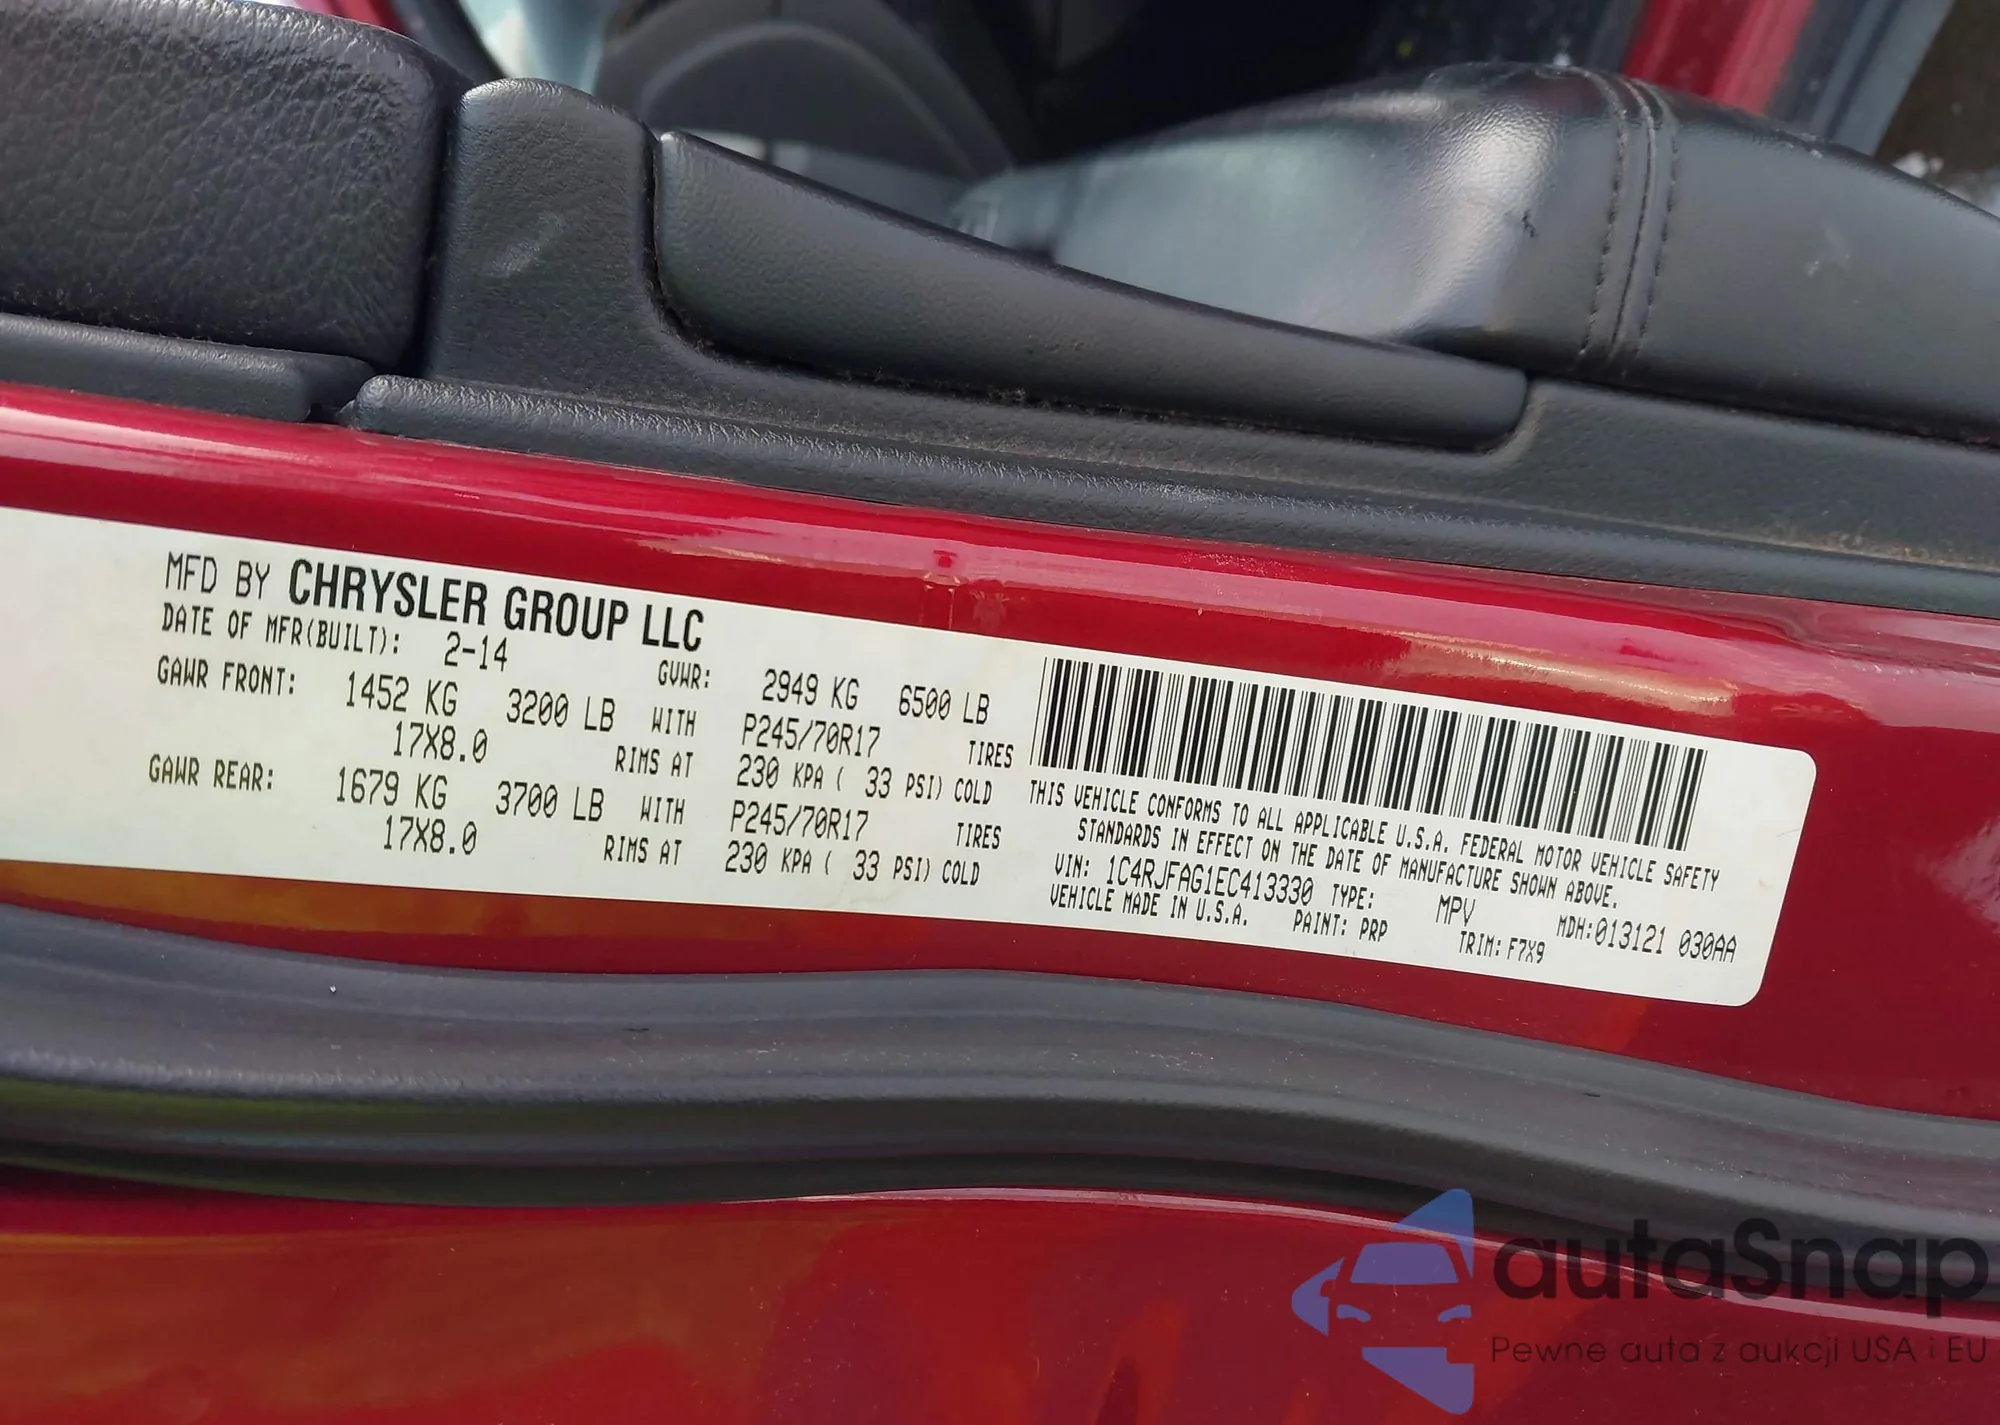 MFD BY CHRYSLER GROUP LLC
DATE OF MFR(BUILT): 2-14 GVWR: 2949 KG 6500 LB
GAWR FRONT: 1452 KG 3200 LB WITH P245/70R17 TIRES
17X8.0 RIMS AT 230 KPA ( 33 PSI) COLD
GAWR REAR: 1679 KG 3700 LB WITH P245/70R17 TIRES
17X8.0 RIMS AT 230 KPA ( 33 PSI) COLD
THIS VEHICLE CONFORMS TO ALL APPLICABLE U.S.A. FEDERAL MOTOR VEHICLE SAFETY
STANDARDS IN EFFECT ON THE DATE OF MANUFACTURE SHOWN ABOVE.
VIN: 1C4RJFAG1EC413330 TYPE: MPV MDH:013121 030AA
VEHICLE MADE IN U.S.A. PAINT: PRP TRIM: F7X9
autaSnap
Pewne auta z aukcji USA i EU